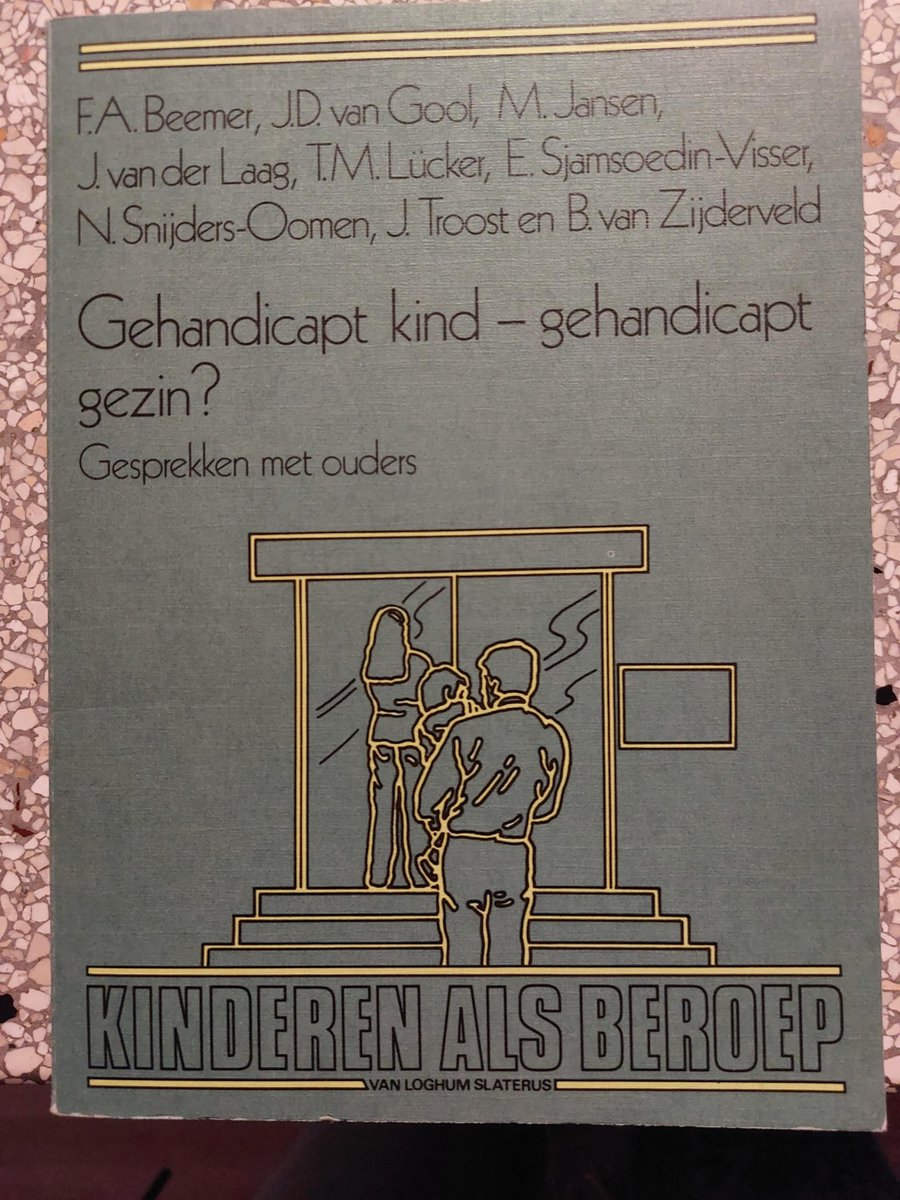 F.A. Beemer, J.D. van Gool, M. Jansen,
J. van der Laag, T.M. Lücker, E. Sjamsoedin-Visser,
N. Snijders-Oomen, J. Troost en B. van Zijderveld
Gehandicapt kind – gehandicapt
gezin?
Gesprekken met ouders
KINDEREN ALS BEROEP
VAN LOGHUM SLATERUS